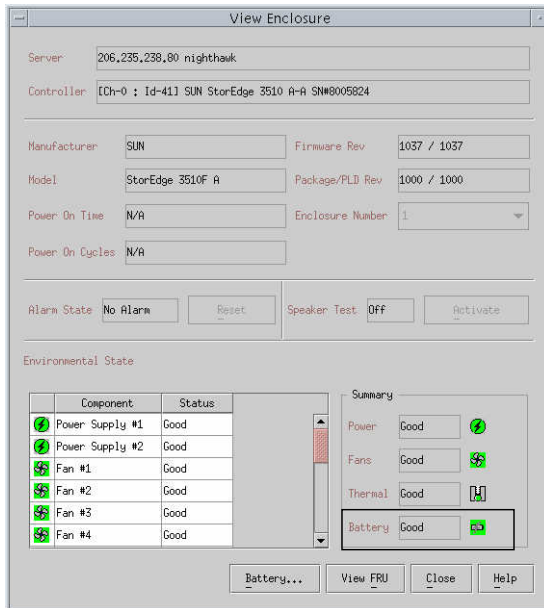 View Enclosure
Server 206.235.238.80 nighthawk
Controller [Ch-0 : Id-41] SUN StorEdge 3510 A-A SN#8005824
Manufacturer SUN Firmware Rev 1037 / 1037
Model StorEdge 3510F A Package/PLD Rev 1000 / 1000
Power On Time N/A Enclosure Number 1
Power On Cycles N/A
Alarm State No Alarm Reset Speaker Test Off Activate
Environmental State
Component Status
Power Supply #1 Good
Power Supply #2 Good
Fan #1 Good
Fan #2 Good
Fan #3 Good
Fan #4 Good
Summary
Power Good
Fans Good
Thermal Good
Battery Good
Battery... View FRU Close Help